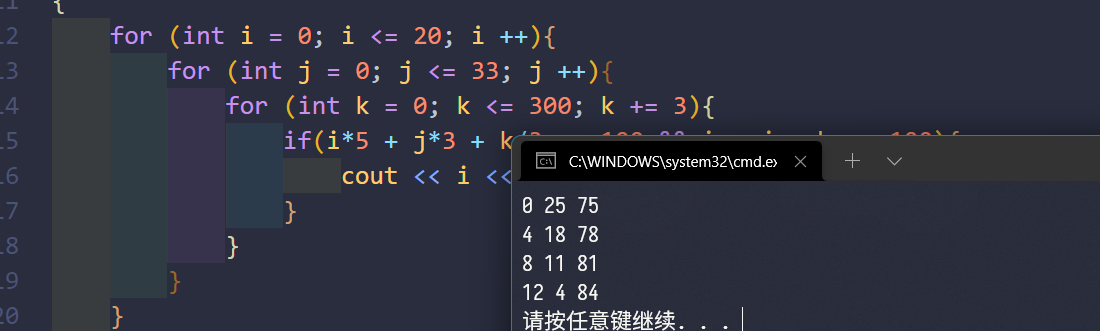 {
12 for (int i = 0; i <= 20; i ++){
13 for (int j = 0; j <= 33; j ++){
14 for (int k = 0; k <= 300; k += 3){
15 if(i*5 + j*3 + k
16 cout << i <<
17 }
18 }
19 }
20 }
C:\WINDOWS\system32\cmd.ex
0 25 75
4 18 78
8 11 81
12 4 84
请按任意键继续. . .